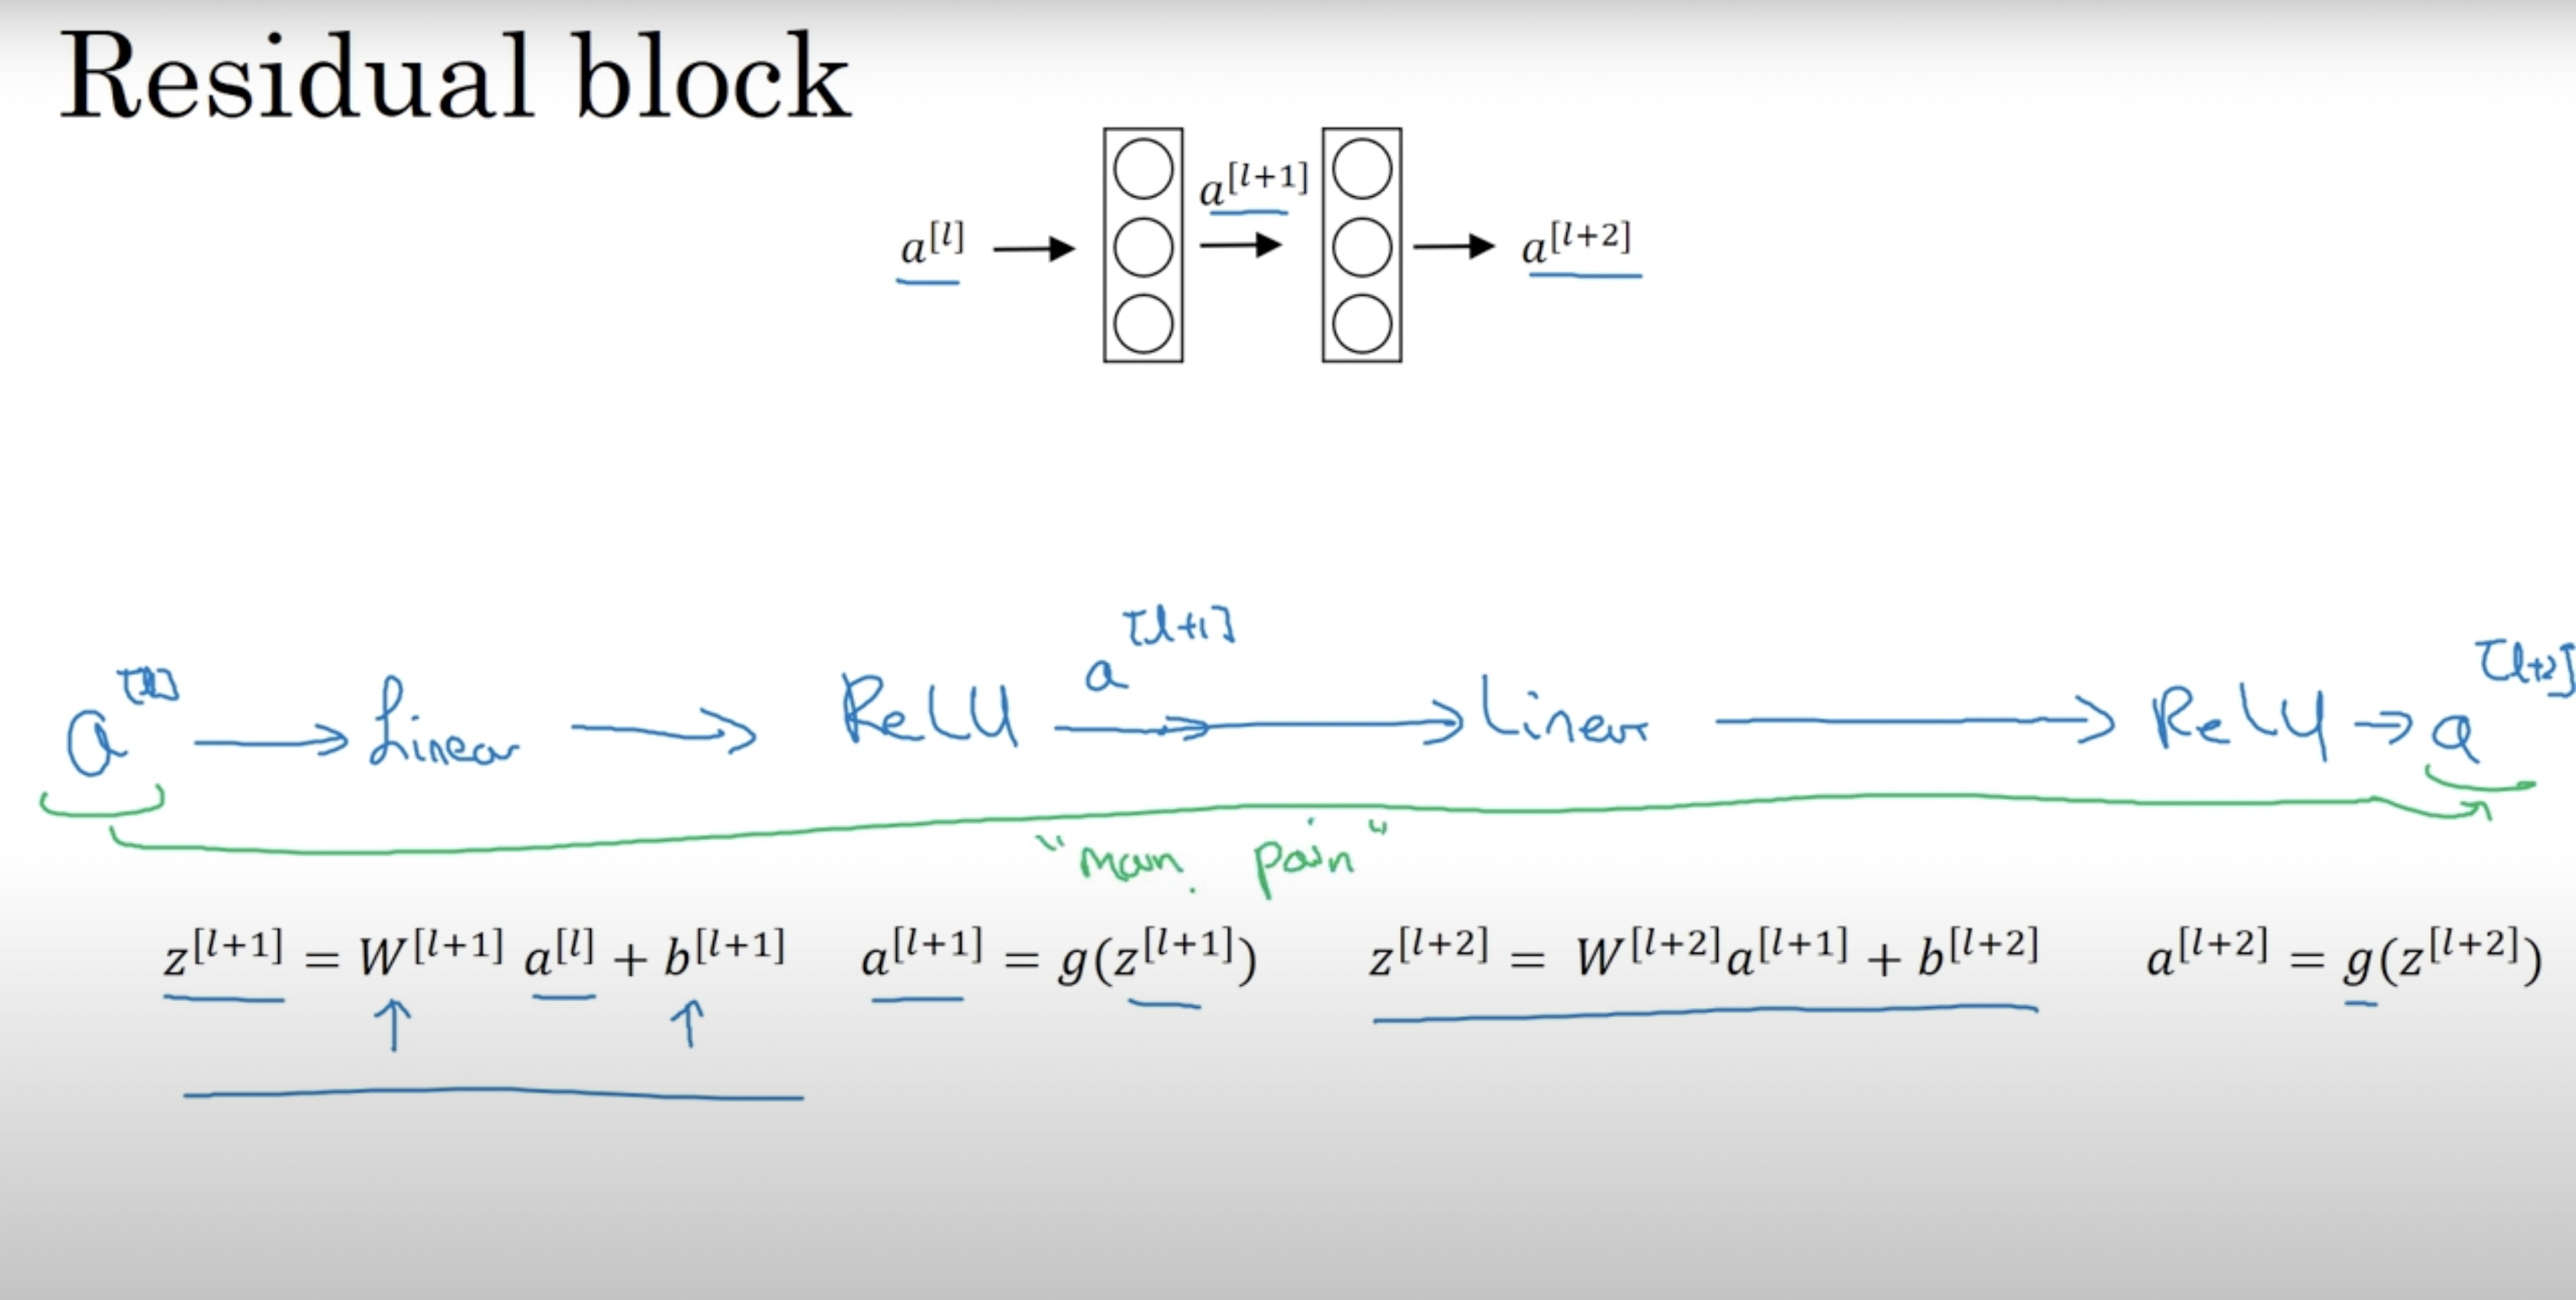 Residual block
a^[l] → a^[l+1] → a^[l+2]
a^[l] → Linear → ReLU a^[l+1] → Linear → ReLU → a^[l+2]
"main pain"
z^[l+1] = W^[l+1] a^[l] + b^[l+1] a^[l+1] = g(z^[l+1]) z^[l+2] = W^[l+2]a^[l+1] + b^[l+2] a^[l+2] = g(z^[l+2])